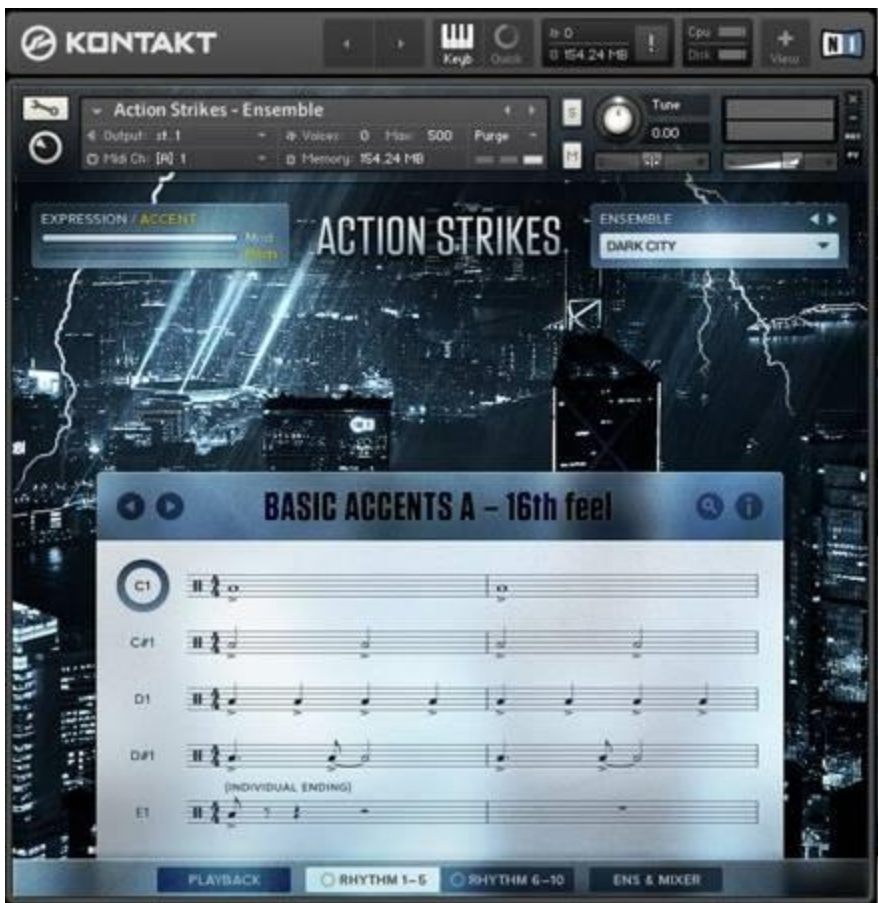 KONTAKT
Keyb
Quick
0
154.24 MB
!
Cpu
Disk
View
N I
Action Strikes - Ensemble
Output: st. 1
Voices: 0 Max: 500 Purge
Midi Ch: [A] 1
Memory: 154.24 MB
S
M
Tune
0.00
EXPRESSION / ACCENT
Mod
Pitch
ACTION STRIKES
ENSEMBLE
DARK CITY
BASIC ACCENTS A – 16th feel
C1
C#1
D1
D#1
(INDIVIDUAL ENDING)
E1
PLAYBACK
RHYTHM 1–5
RHYTHM 6–10
ENS & MIXER